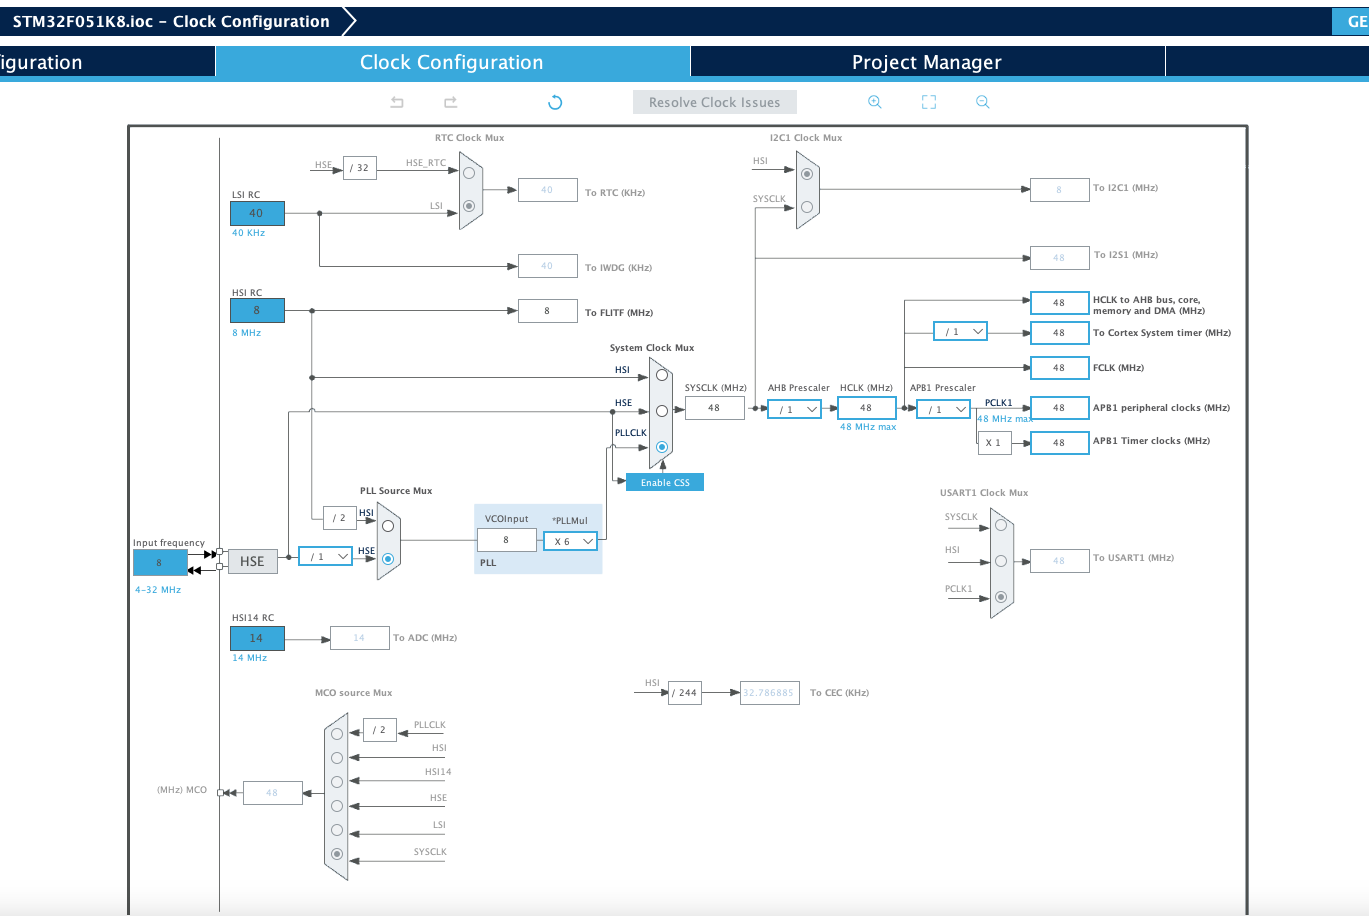 STM32F051K8.ioc – Clock Configuration
GE
iguration
Clock Configuration
Project Manager
Resolve Clock Issues
RTC Clock Mux
I2C1 Clock Mux
HSE
/ 32
HSE_RTC
HSI
LSI RC
40
To RTC (KHz)
8
To I2C1 (MHz)
40
LSI
SYSCLK
40 KHz
40
To IWDG (KHz)
48
To I2S1 (MHz)
HSI RC
8
8
To FLITF (MHz)
8 MHz
48
HCLK to AHB bus, core,
memory and DMA (MHz)
/ 1
48
To Cortex System timer (MHz)
System Clock Mux
HSI
48
FCLK (MHz)
SYSCLK (MHz)
AHB Prescaler
HCLK (MHz)
APB1 Prescaler
HSE
48
/ 1
48
/ 1
PCLK1
48
APB1 peripheral clocks (MHz)
48 MHz max
48 MHz max
PLLCLK
X 1
48
APB1 Timer clocks (MHz)
Enable CSS
PLL Source Mux
USART1 Clock Mux
/ 2
HSI
VCOInput
*PLLMul
SYSCLK
Input frequency
8
X 6
HSE
/ 1
HSE
PLL
HSI
48
To USART1 (MHz)
8
4-32 MHz
PCLK1
HSI14 RC
14
14
To ADC (MHz)
14 MHz
MCO source Mux
HSI
/ 244
32.786885
To CEC (KHz)
/ 2
PLLCLK
HSI
HSI14
(MHz) MCO
48
HSE
LSI
SYSCLK